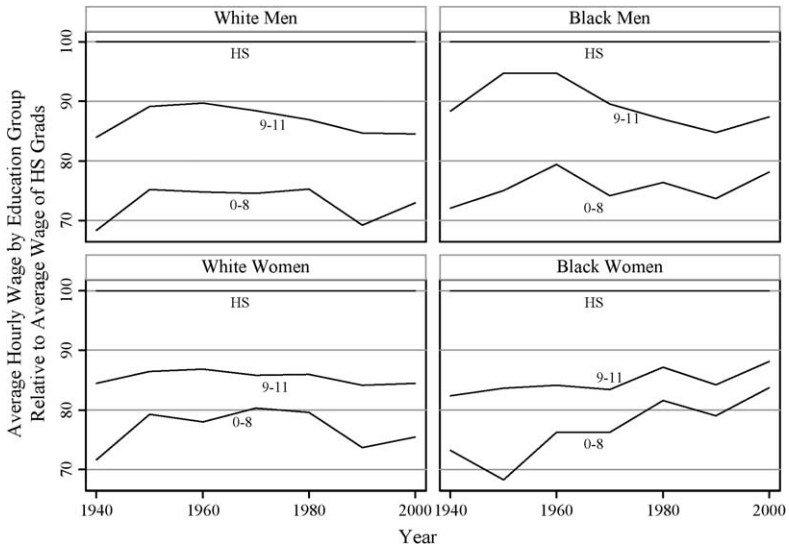 Average Hourly Wage by Education Group
Relative to Average Wage of HS Grads
White Men
Black Men
100
HS
HS
90
9-11
9-11
80
0-8
0-8
70
White Women
Black Women
100
HS
HS
90
9-11
9-11
80
0-8
0-8
70
1940 1960 1980 2000 1940 1960 1980 2000
Year